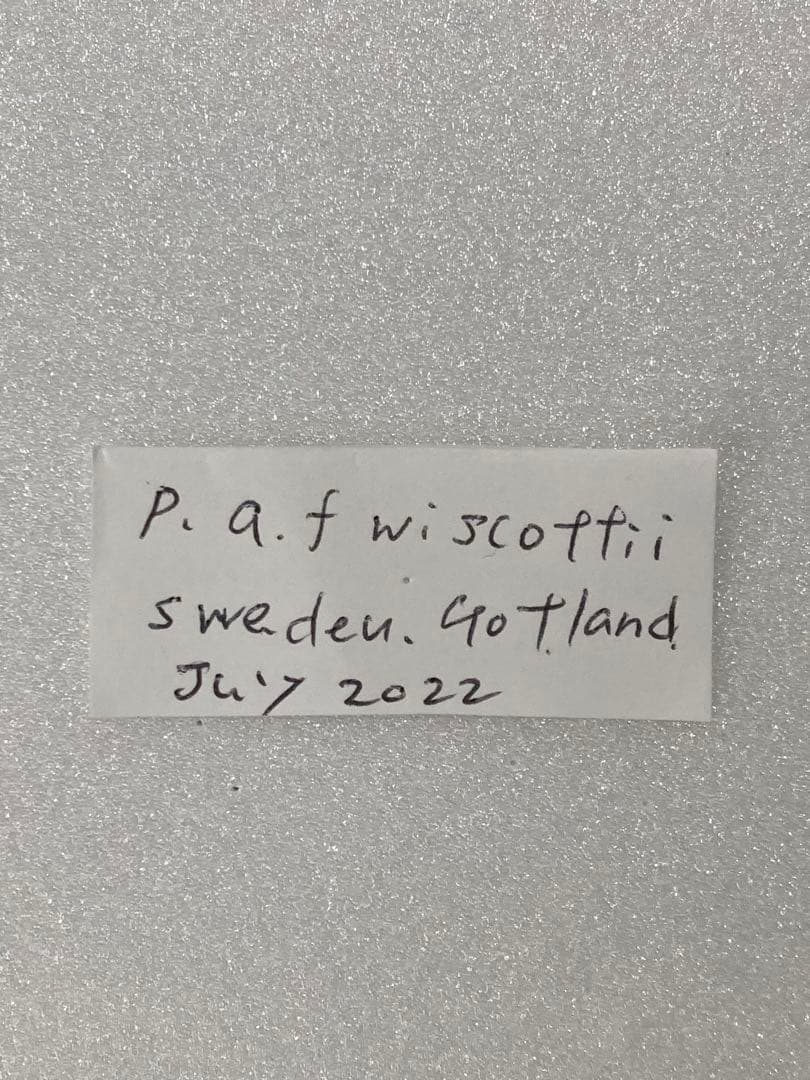 P. a. f wiscottii
sweden. Gotland
July 2022